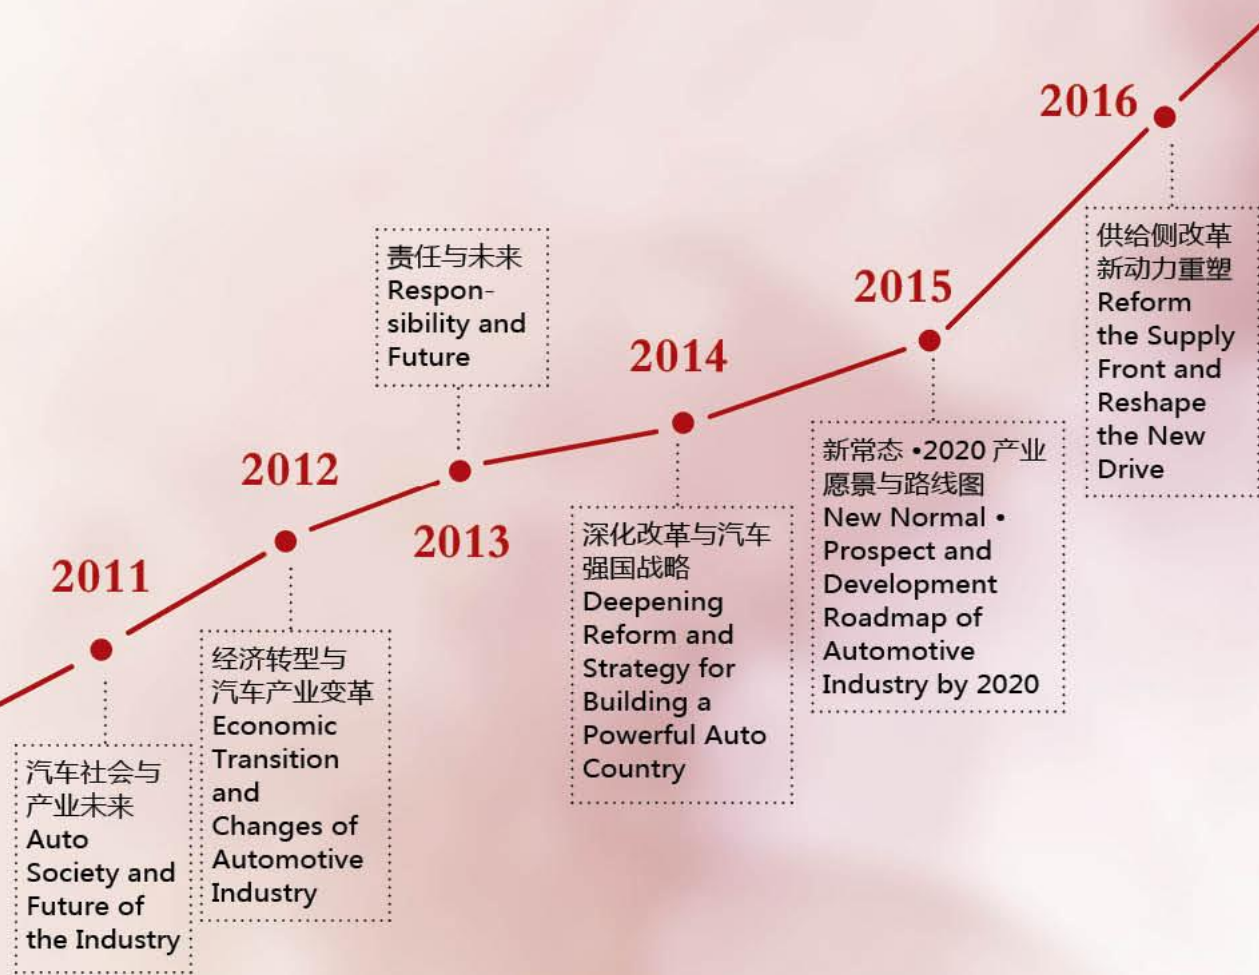 2011
汽车社会与
产业未来
Auto
Society and
Future of
the Industry
2012
经济转型与
汽车产业变革
Economic
Transition
and
Changes of
Automotive
Industry
责任与未来
Respon-
sibility and
Future
2013
2014
深化改革与汽车
强国战略
Deepening
Reform and
Strategy for
Building a
Powerful Auto
Country
2015
新常态 •2020 产业
愿景与路线图
New Normal •
Prospect and
Development
Roadmap of
Automotive
Industry by 2020
2016
供给侧改革
新动力重塑
Reform
the Supply
Front and
Reshape
the New
Drive